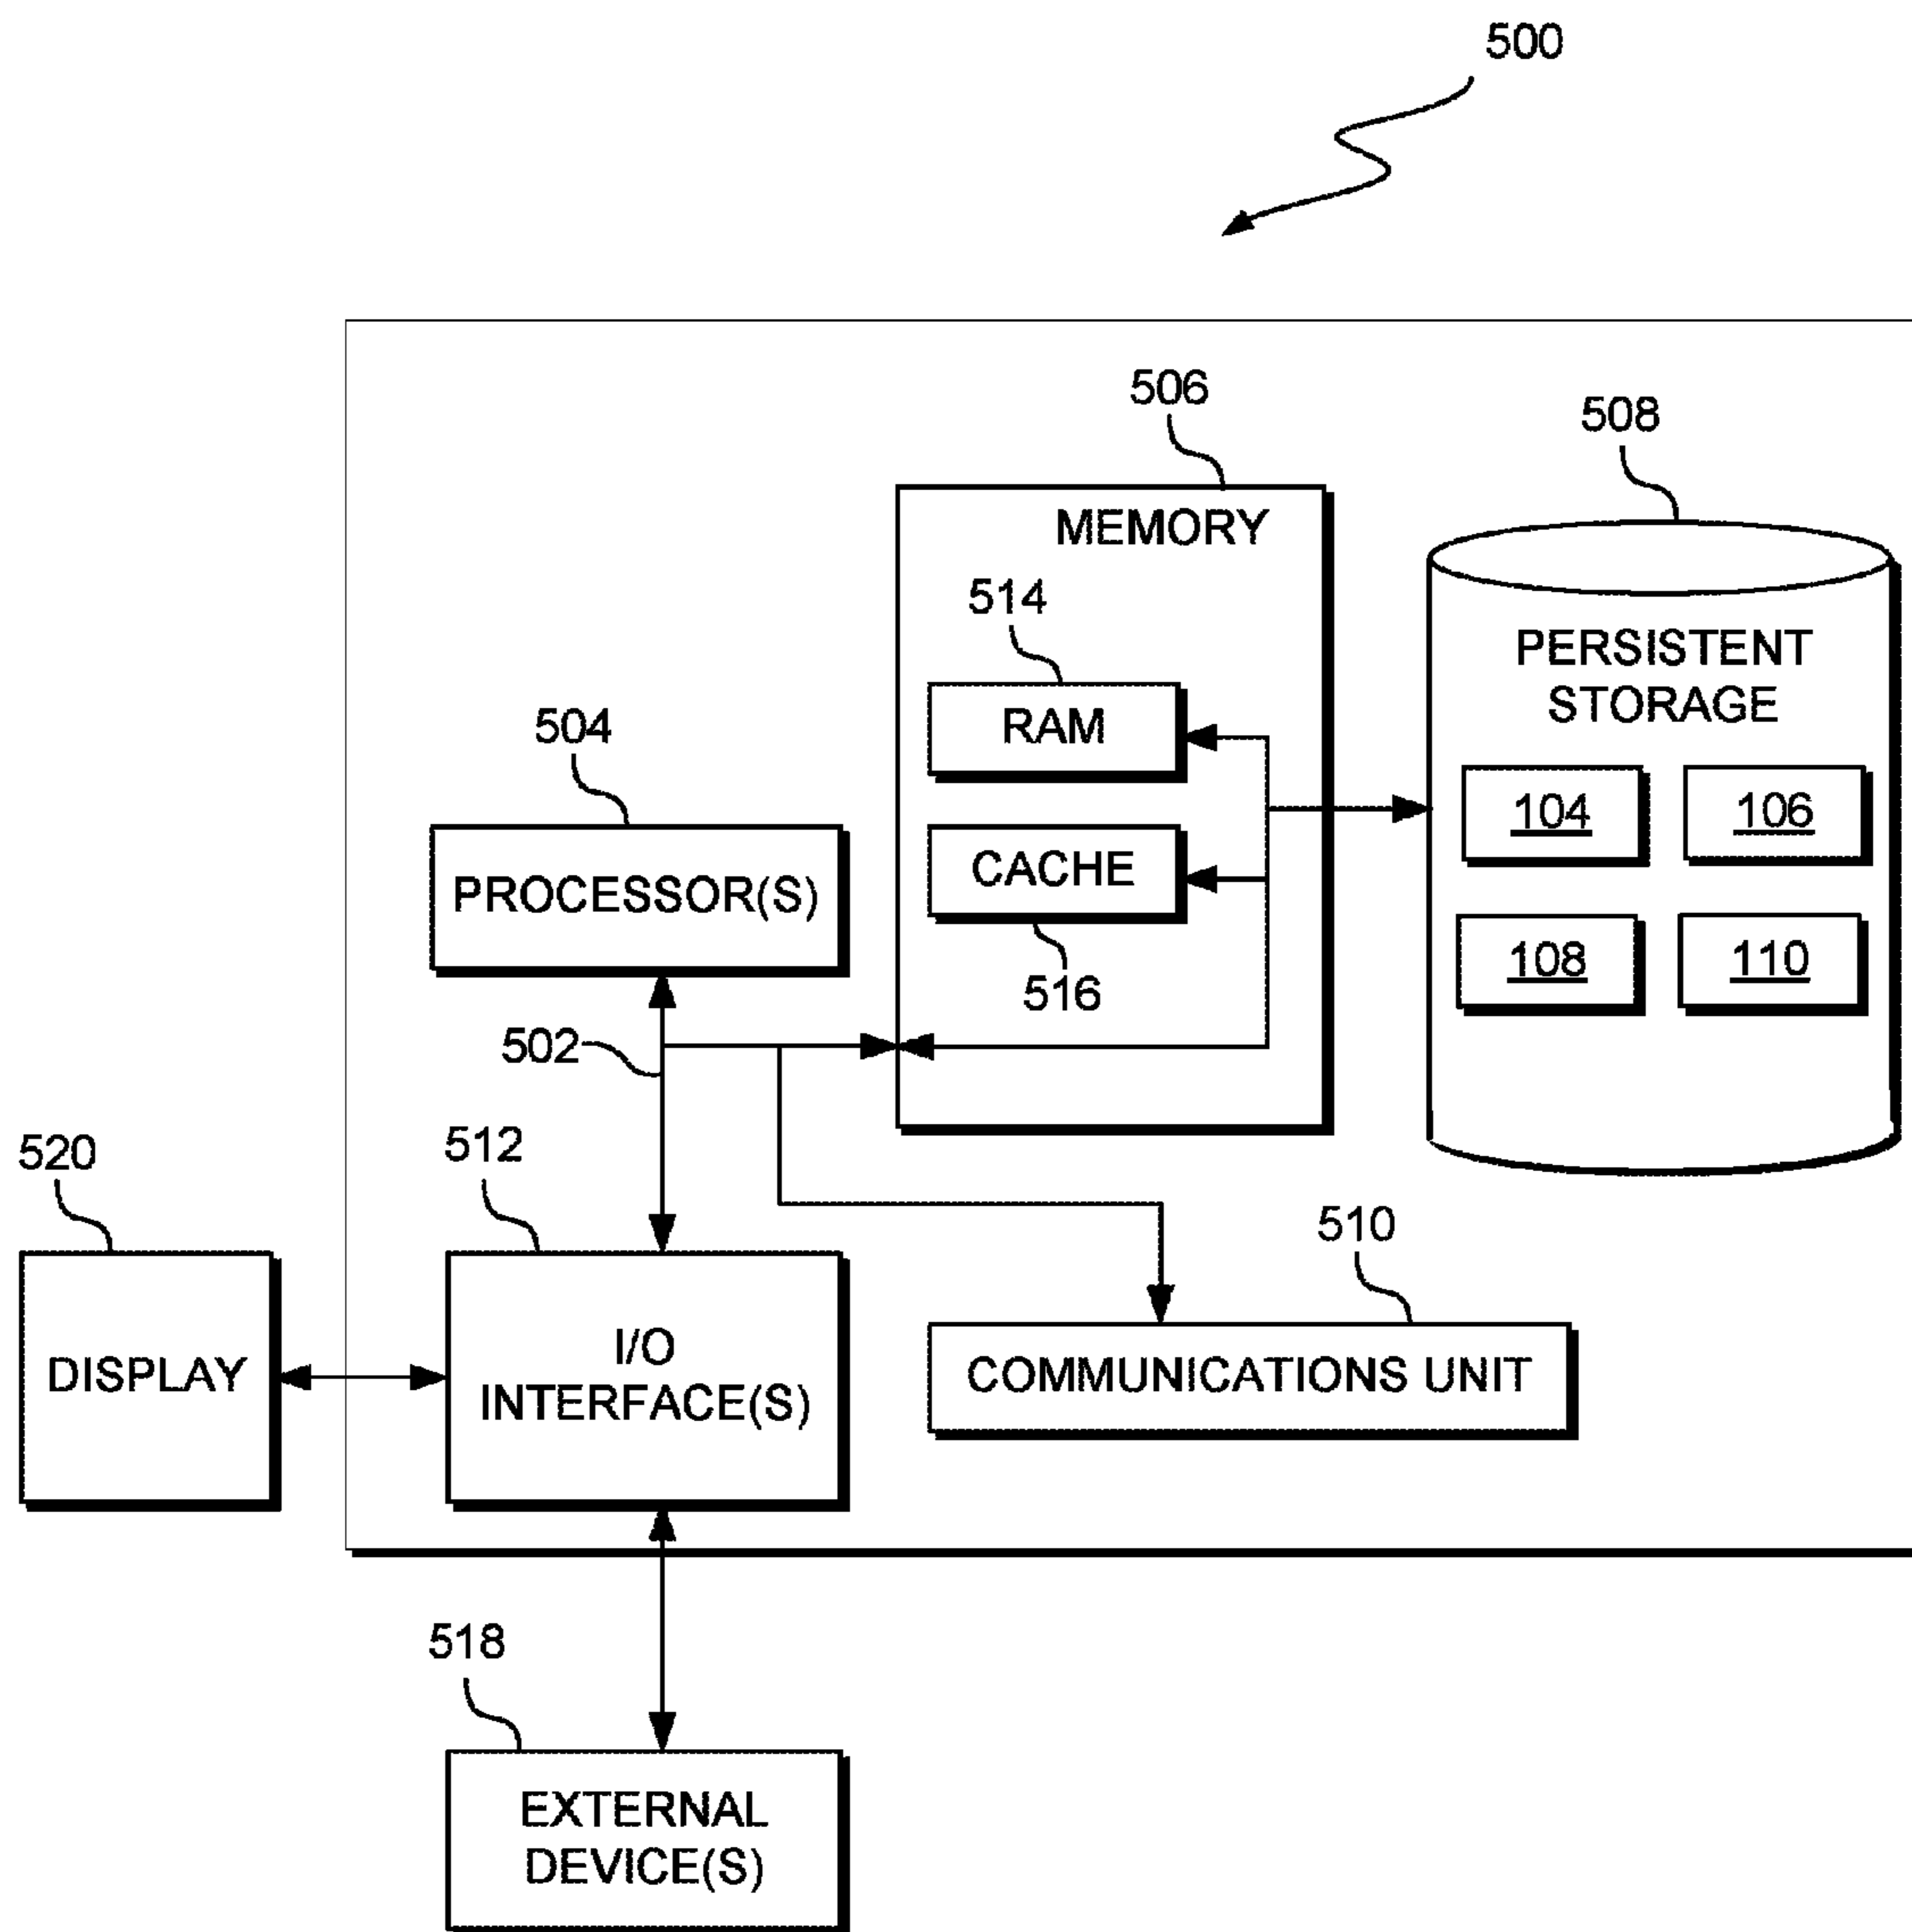 500
506
508
MEMORY
514
RAM
PERSISTENT
STORAGE
504
104
106
PROCESSOR(S)
CACHE
108
110
516
502
520
512
510
DISPLAY
I/O
INTERFACE(S)
COMMUNICATIONS UNIT
518
EXTERNAL
DEVICE(S)